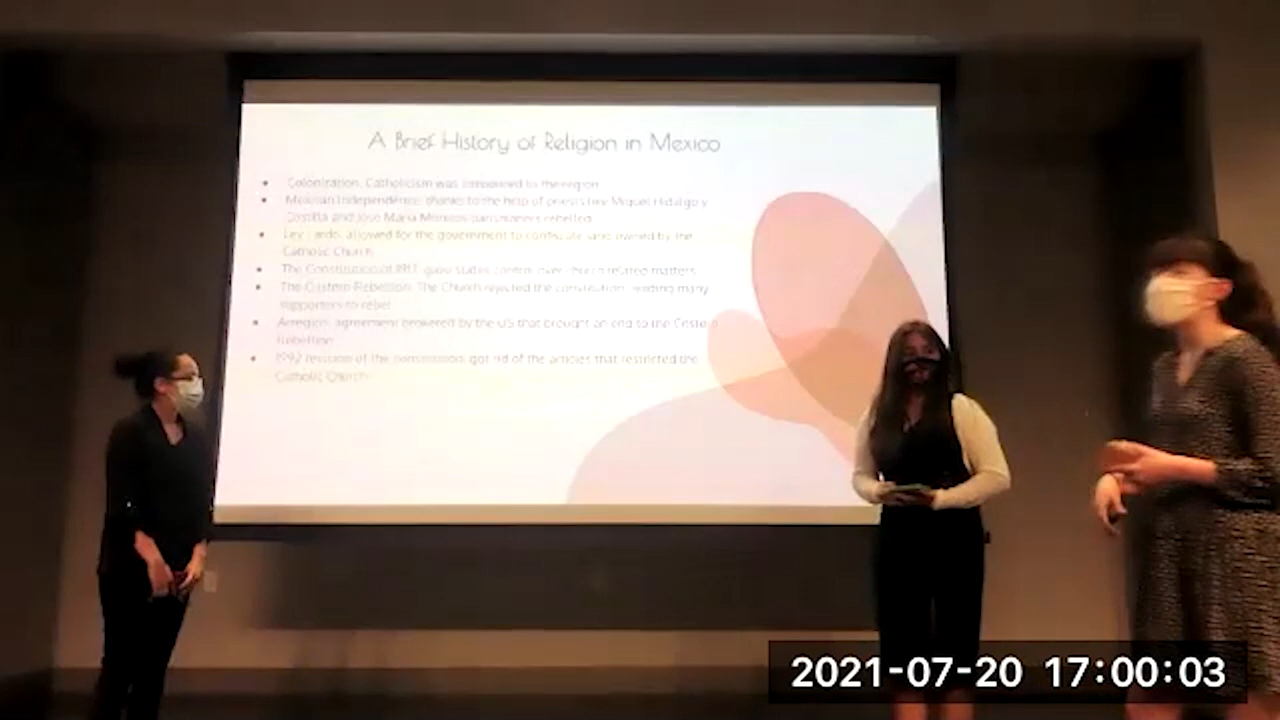 A Brief History of Religion in Mexico
Colonization: Catholicism was introduced to the region
Mexican Independence: thanks to the help of priests like Miguel Hidalgo y
Costilla and Jose Maria Morelos parishioners rebelled
Ley Lerdo: allowed for the government to confiscate land owned by the
Catholic Church
The Constitution of 1917: gave states control over church related matters
The Cristero Rebellion: The Church rejected the constitution, leading many
supporters to rebel
agreement brokered by the US that brought an end to the
Rebellion
1992 revision of the constitution: got rid of the articles that restricted the
Catholic Church
2021-07-20 17:00:03